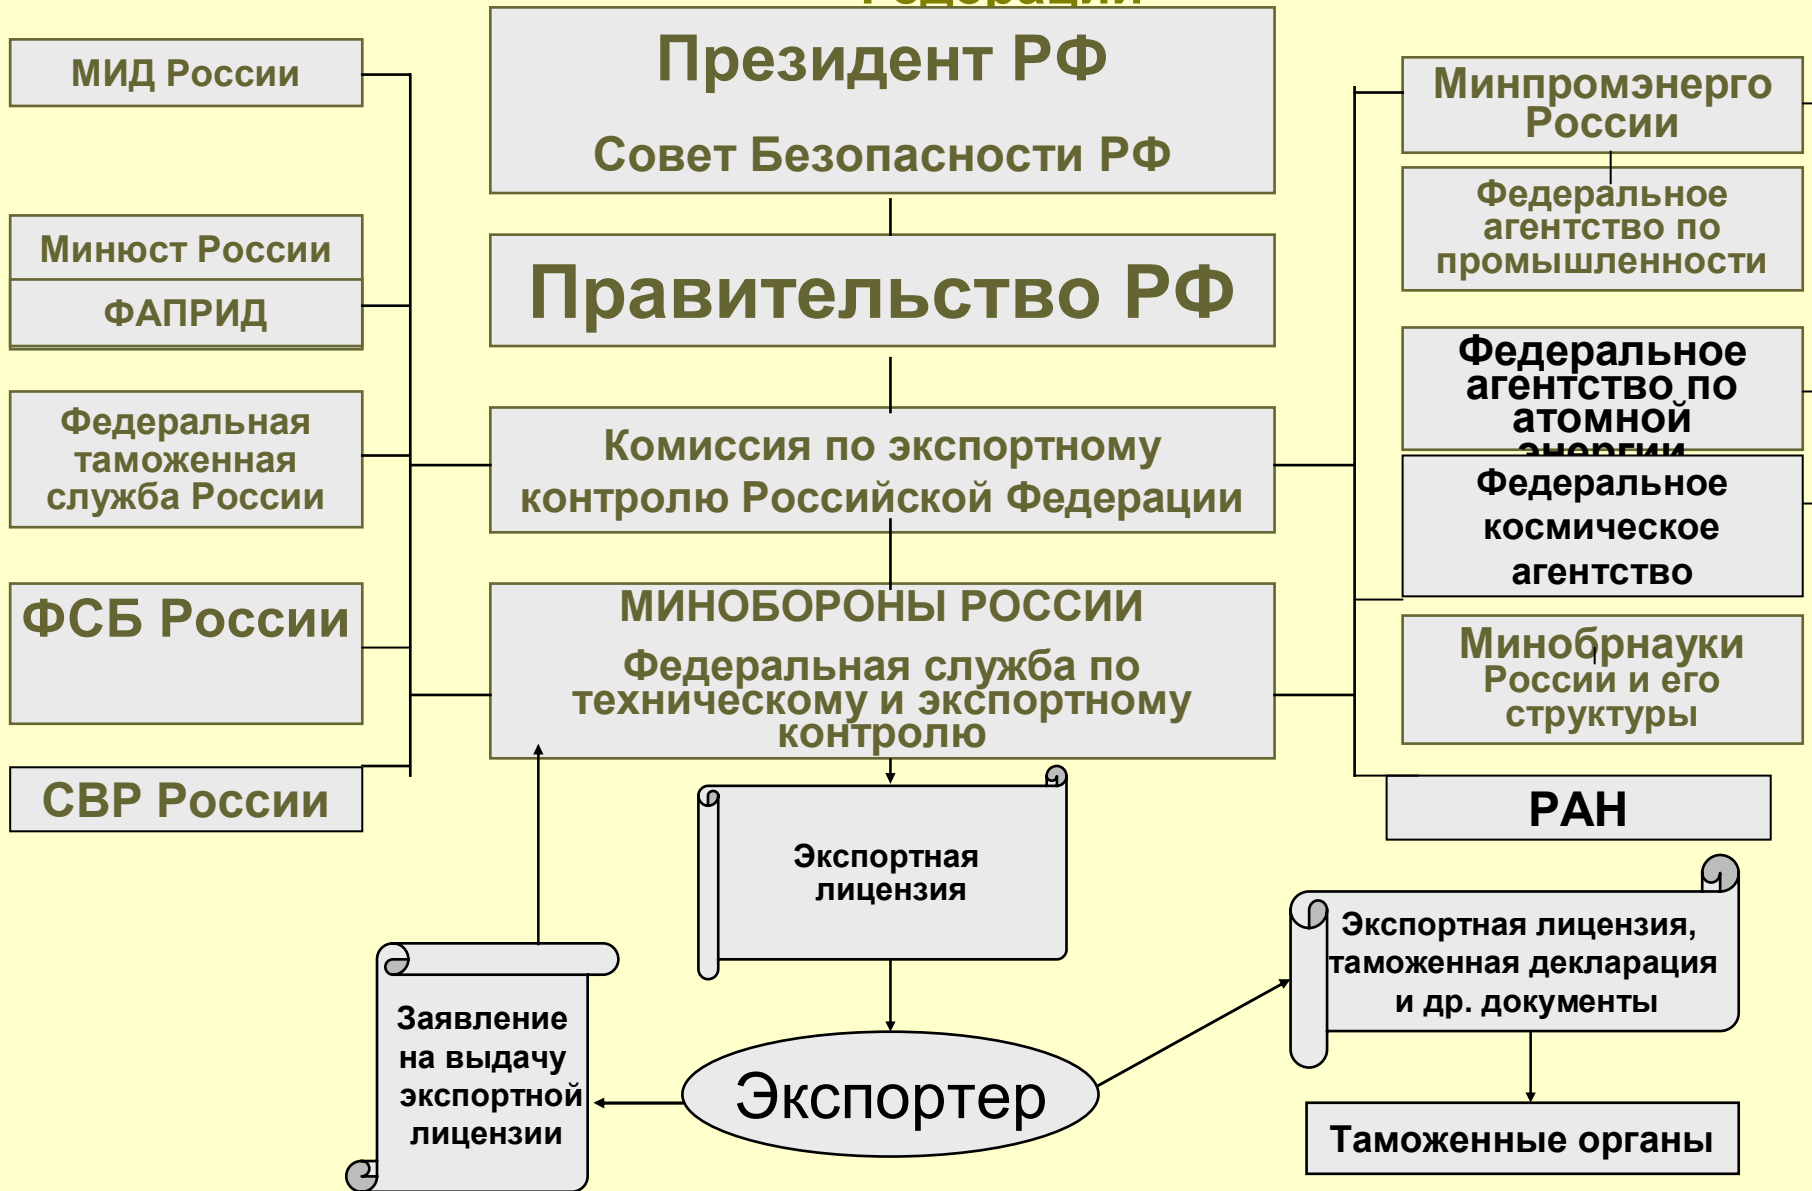 Федерации
Президент РФ
Совет Безопасности РФ
Правительство РФ
Комиссия по экспортному
контролю Российской Федерации
МИНОБОРОНЫ РОССИИ
Федеральная служба по
техническому и экспортному
контролю
МИД России
Минюст России
ФАПРИД
Федеральная
таможенная
служба России
ФСБ России
СВР России
Минпромэнерго
России
Федеральное
агентство по
промышленности
Федеральное
агентство по
атомной
энергии
Федеральное
космическое
агентство
Минобрнауки
России и его
структуры
РАН
Экспортная
лицензия
Заявление
на выдачу
экспортной
лицензии
Экспортер
Экспортная лицензия,
таможенная декларация
и др. документы
Таможенные органы